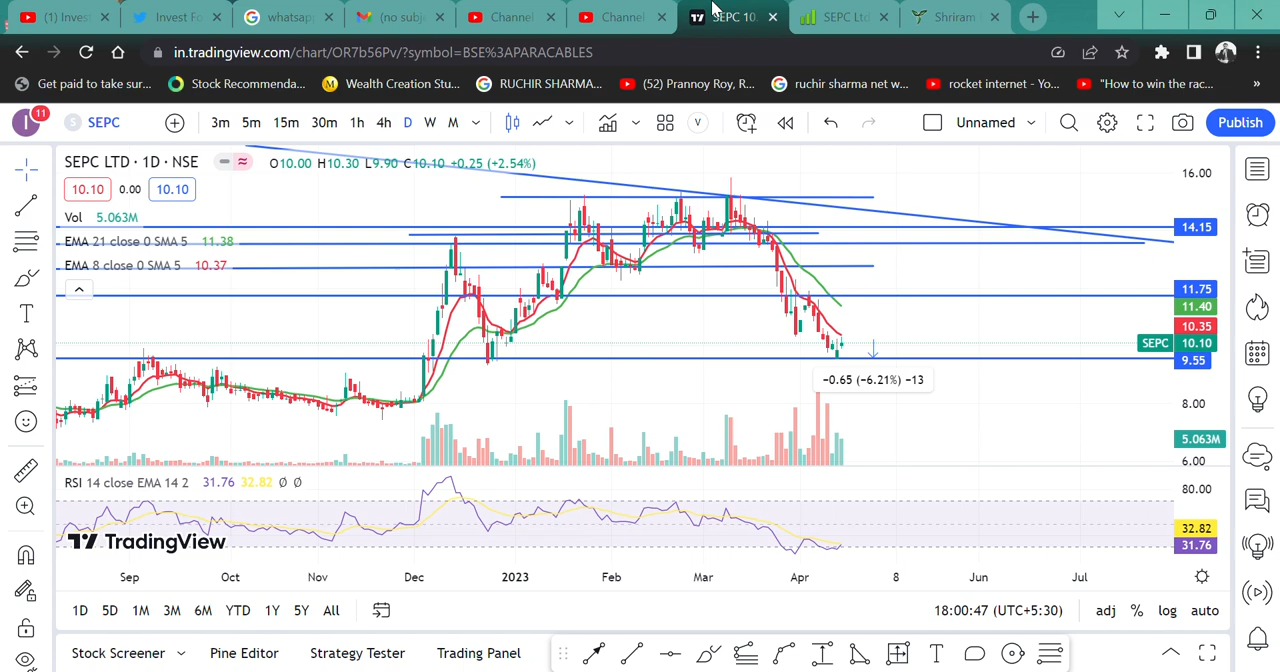 (1) Invest
Invest Fo
whatsap
(no subj
Channel
Channel
SEPC 10.
SEPC Ltd
Shriram
in.tradingview.com/chart/OR7b56Pv/?symbol=BSE%3APARACABLES
Get paid to take sur...
Stock Recommenda...
Wealth Creation Stu...
RUCHIR SHARMA...
(52) Prannoy Roy, R...
ruchir sharma net w...
rocket internet - Yo...
"How to win the rac...
»
I
11
S
SEPC
3m 5m 15m 30m 1h 4h D W M
V
Unnamed
Publish
SEPC LTD · 1D · NSE
O10.00 H10.30 L9.90 C10.10 +0.25 (+2.54%)
10.10 0.00 10.10
Vol 5.063M
EMA 21 close 0 SMA 5 11.38
EMA 8 close 0 SMA 5 10.37
16.00
14.15
11.75
11.40
10.35
SEPC 10.10
9.55
-0.65 (-6.21%) -13
8.00
5.063M
6.00
RSI 14 close EMA 14 2 31.76 32.82 Ø Ø
80.00
32.82
31.76
TradingView
Sep Oct Nov Dec 2023 Feb Mar Apr 8 Jun Jul
1D 5D 1M 3M 6M YTD 1Y 5Y All
18:00:47 (UTC+5:30)
adj % log auto
Stock Screener
Pine Editor
Strategy Tester
Trading Panel